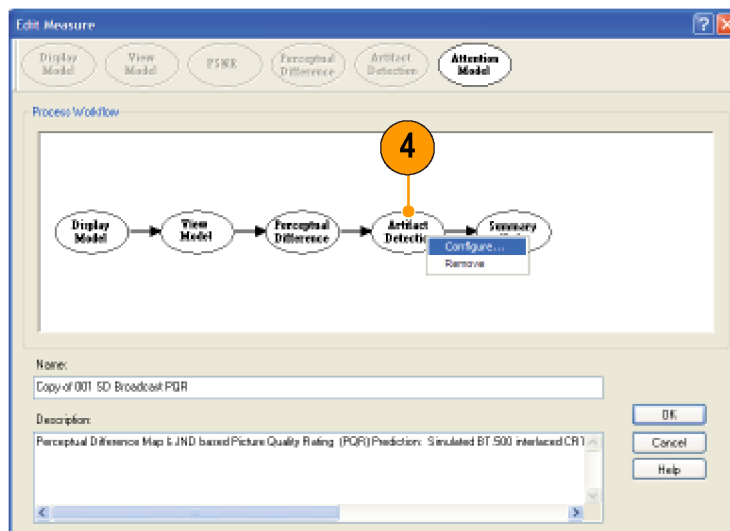 Edit Measure
Display Model
View Model
PSNR
Perceptual Difference
Artifact Detection
Attention Model
Process Workflow
4
Display Model
View Model
Perceptual Difference
Artifact Detection
Summary
Configure...
Remove
Name:
Copy of 001 SD Broadcast PQR
Description:
Perceptual Difference Map & JND based Picture Quality Rating (PQR) Prediction: Simulated BT.500 interlaced CRT
OK
Cancel
Help